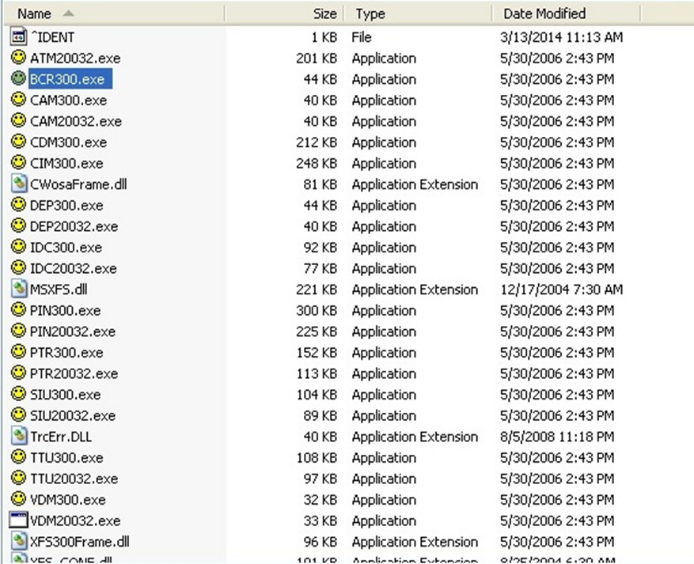 Name Size Type Date Modified
^IDENT 1 KB File 3/13/2014 11:13 AM
ATM20032.exe 201 KB Application 5/30/2006 2:43 PM
BCR300.exe 44 KB Application 5/30/2006 2:43 PM
CAM300.exe 40 KB Application 5/30/2006 2:43 PM
CAM20032.exe 40 KB Application 5/30/2006 2:43 PM
CDM300.exe 212 KB Application 5/30/2006 2:43 PM
CIM300.exe 248 KB Application 5/30/2006 2:43 PM
CWosaFrame.dll 81 KB Application Extension 5/30/2006 2:43 PM
DEP300.exe 44 KB Application 5/30/2006 2:43 PM
DEP20032.exe 40 KB Application 5/30/2006 2:43 PM
IDC300.exe 92 KB Application 5/30/2006 2:43 PM
IDC20032.exe 77 KB Application 5/30/2006 2:43 PM
MSXFS.dll 221 KB Application Extension 12/17/2004 7:30 AM
PIN300.exe 300 KB Application 5/30/2006 2:43 PM
PIN20032.exe 225 KB Application 5/30/2006 2:43 PM
PTR300.exe 152 KB Application 5/30/2006 2:43 PM
PTR20032.exe 113 KB Application 5/30/2006 2:43 PM
SIU300.exe 104 KB Application 5/30/2006 2:43 PM
SIU20032.exe 89 KB Application 5/30/2006 2:43 PM
TrcErr.DLL 40 KB Application Extension 8/5/2008 11:18 PM
TTU300.exe 108 KB Application 5/30/2006 2:43 PM
TTU20032.exe 97 KB Application 5/30/2006 2:43 PM
VDM300.exe 32 KB Application 5/30/2006 2:43 PM
VDM20032.exe 33 KB Application 5/30/2006 2:43 PM
XFS300Frame.dll 96 KB Application Extension 5/30/2006 2:43 PM
101 KB Application Extension 8/25/2004 6:30 AM